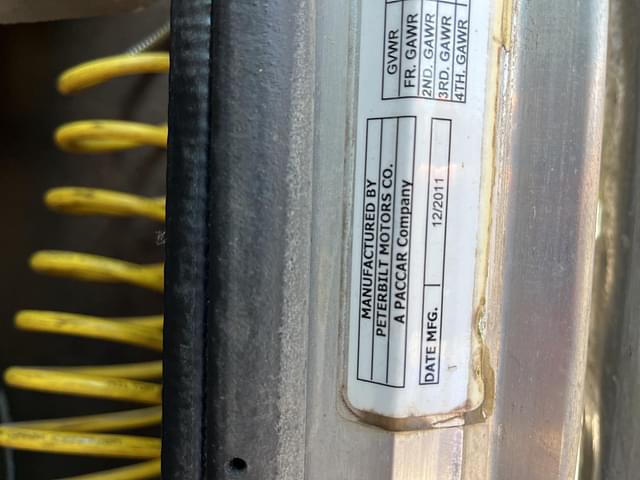 MANUFACTURED BY
PETERBILT MOTORS CO.
A PACCAR Company
DATE MFG. 12/2011
GVWR
FR. GAWR
2ND. GAWR
3RD. GAWR
4TH. GAWR